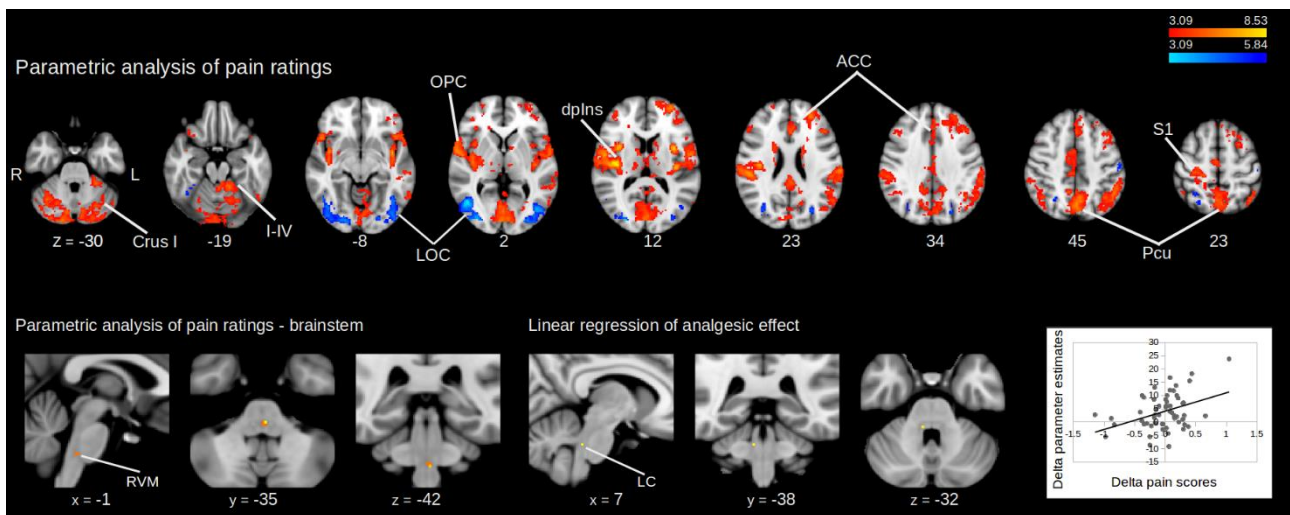 3.09 8.53
3.09 5.84
Parametric analysis of pain ratings
OPC
dpIns
ACC
S1
R
L
Crus I
I-IV
LOC
Pcu
Z = -30
-19
-8
2
12
23
34
45
23
Parametric analysis of pain ratings - brainstem
Linear regression of analgesic effect
RVM
LC
x = -1
y = -35
z = -42
x = 7
y = -38
z = -32
Delta parameter estimates
30
25
20
15
10
5
0
-5
-10
-15
-1.5 -1 -0.5 0 0.5 1 1.5
Delta pain scores